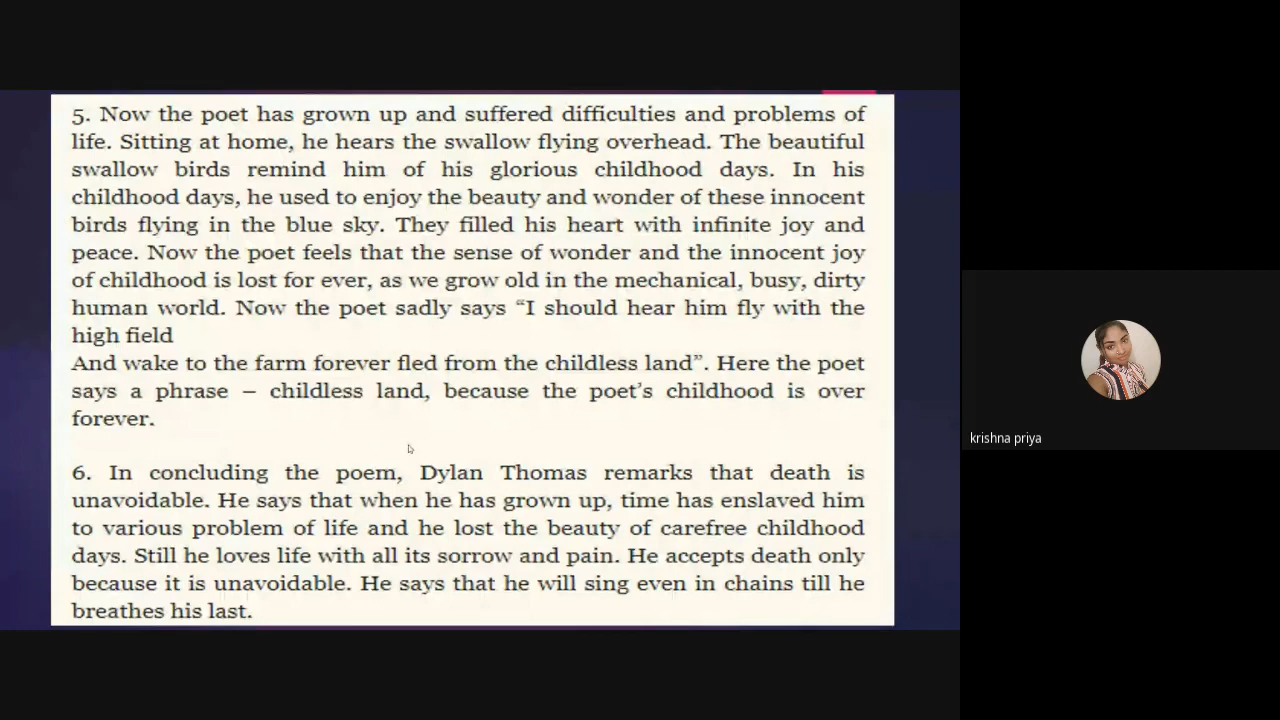 5. Now the poet has grown up and suffered difficulties and problems of
life. Sitting at home, he hears the swallow flying overhead. The beautiful
swallow birds remind him of his glorious childhood days. In his
childhood days, he used to enjoy the beauty and wonder of these innocent
birds flying in the blue sky. They filled his heart with infinite joy and
peace. Now the poet feels that the sense of wonder and the innocent joy
of childhood is lost for ever, as we grow old in the mechanical, busy, dirty
human world. Now the poet sadly says “I should hear him fly with the
high field
And wake to the farm forever fled from the childless land”. Here the poet
says a phrase – childless land, because the poet’s childhood is over
forever.
6. In concluding the poem, Dylan Thomas remarks that death is
unavoidable. He says that when he has grown up, time has enslaved him
to various problem of life and he lost the beauty of carefree childhood
days. Still he loves life with all its sorrow and pain. He accepts death only
because it is unavoidable. He says that he will sing even in chains till he
breathes his last.
krishna priya